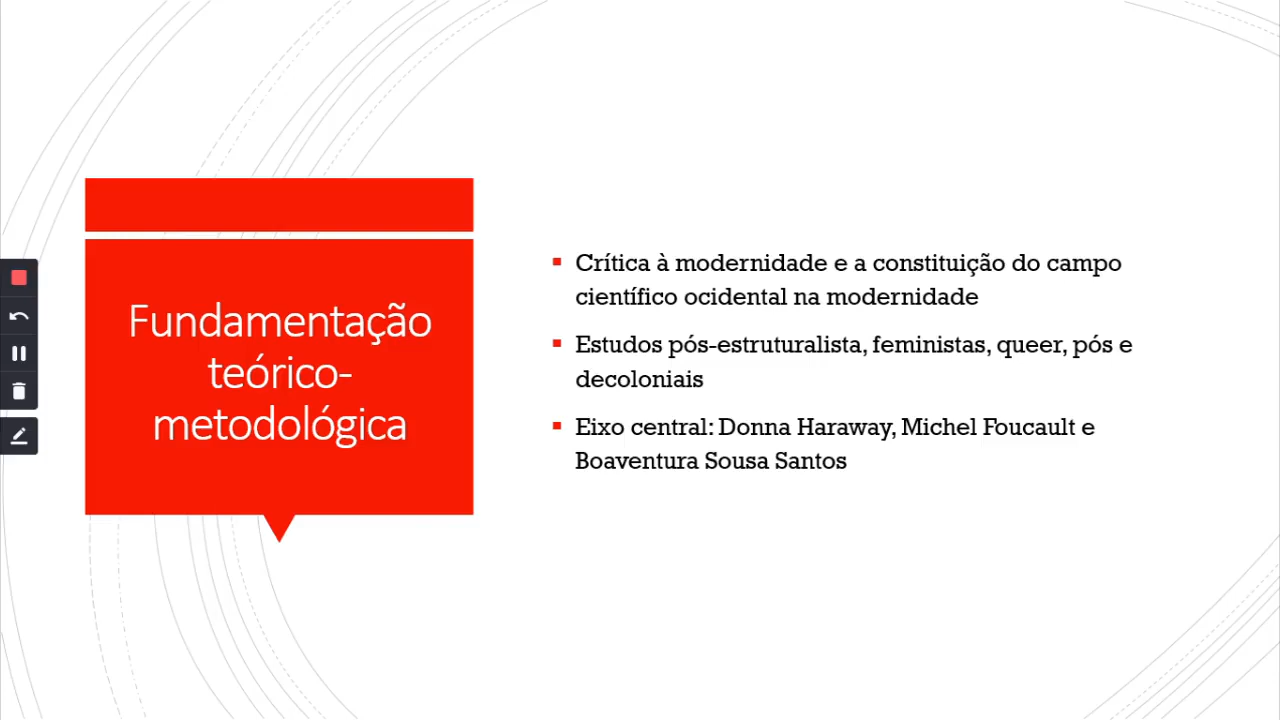 Fundamentação
teórico-
metodológica
Crítica à modernidade e a constituição do campo
científico ocidental na modernidade
Estudos pós-estruturalista, feministas, queer, pós e
decoloniais
Eixo central: Donna Haraway, Michel Foucault e
Boaventura Sousa Santos